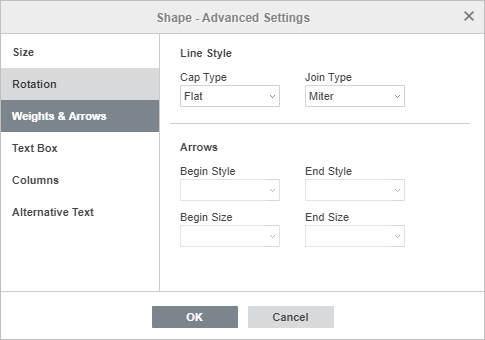 Shape - Advanced Settings
Size
Rotation
Weights & Arrows
Text Box
Columns
Alternative Text
Line Style
Cap Type Join Type
Flat Miter
Arrows
Begin Style End Style
Begin Size End Size
OK Cancel